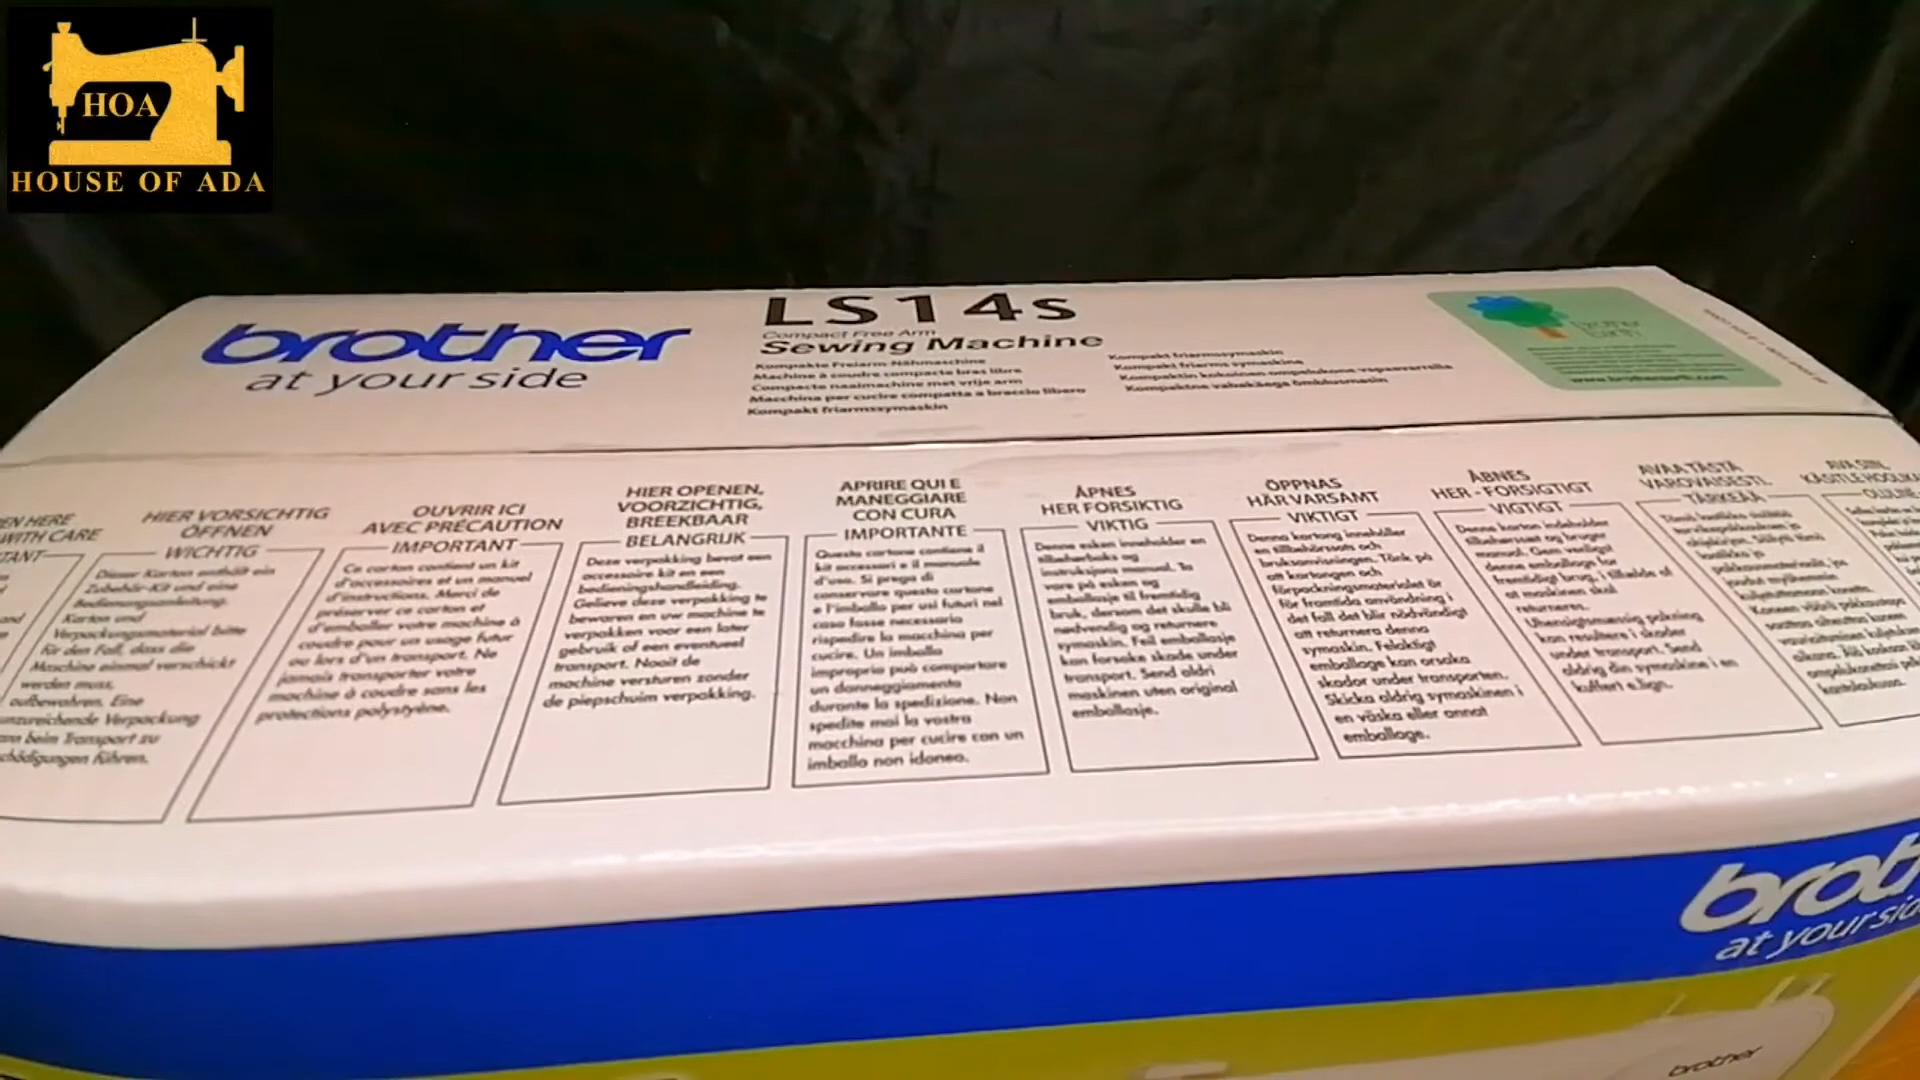 HOA
HOUSE OF ADA
brother
at your side
LS14s
Compact Free Arm
Sewing Machine
Kompakte Freiarm-Nähmaschine
Machine à coudre compacte bras libre
Compacte naaimachine met vrije arm
Macchina per cucire compatta a braccio libero
Kompakt friarmssymaskin
Kompakt friarmssymaskin
Kompakt friarms symaskine
Kompaktin kokoinen ompelukone vapaavarrella
Kompaktne vabakäega õmblusmasin
HERE
WITH CARE
HIER VORSICHTIG
ÖFFNEN
WICHTIG
Dieser Karton enthält ein
Zubehör-Kit und eine
Bedienungsanleitung.
Karton und
Verpackungsmaterial bitte
für den Fall, dass die
Maschine einmal verschickt
werden muss,
aufbewahren. Eine
unzureichende Verpackung
beim Transport zu
führen.
OUVRIR ICI
AVEC PRÉCAUTION
IMPORTANT
Ce carton contient un kit
d'accessoires et un manuel
d'instructions. Merci de
préserver ce carton et
d'emballer votre machine à
coudre pour un usage futur
ou lors d'un transport. Ne
jamais transporter votre
machine à coudre sans les
protections polystyène.
HIER OPENEN,
VOORZICHTIG,
BREEKBAAR
BELANGRIJK
Deze verpakking bevat een
accessoire kit en een
bedieningshandleiding.
Gelieve deze verpakking te
bewaren en uw machine te
verpakken voor een later
gebruik of een eventueel
transport. Nooit de
machine versturen zonder
de piepschuim verpakking.
APRIRE QUI E
MANEGGIARE
CON CURA
IMPORTANTE
Questo cartone contiene il
kit accessori e il manuale
d'uso. Si prega di
conservare questo cartone
e l'imballo per usi futuri nel
caso fosse necessario
rispedire la macchina per
cucire. Un imballo
improprio può comportare
un danneggiamento
durante la spedizione. Non
spedite mai la vostra
macchina per cucire con un
imballo non idoneo.
ÅPNES
HER FORSIKTIG
VIKTIG
Denne esken inneholder en
tilbehørboks og
instruksjons manual. Ta
vare på esken og
emballasje til fremtidig
bruk, dersom det skulle bli
nødvendig og returnere
symaskin. Feil emballasje
kan forsake skade under
transport. Send aldri
maskinen uten original
emballasje.
ÖPPNAS
HÄR VARSAMT
VIKTIGT
Denna kartong innehåller
en tillbehörssats och
bruksanvisningen. Tänk på
att kartongen och
förpackningsmaterialet är
för framtida användning i
det fall det blir nödvändigt
att returnera denna
symaskin. Felaktigt
emballage kan orsaka
skador under transporten.
Skicka aldrig symaskinen i
en väska eller annat
emballage.
ÅBNES
HER - FORSIGTIGT
VIGTIGT
Denne karton indeholder
tilbehørssæt og bruger
manual. Gem venligst
denne emballage for
fremtidig brug, i tilfælde af
at maskinen skal
returneres.
Uhensigtsmæssig pakning
kan resultere i skader
under transport. Send
aldrig din symaskine i en
kuffert e.lign.
AVAA TÄSTÄ
VAROVAISESTI.
TÄRKEÄÄ
AVA SIIN,
brother
at your side